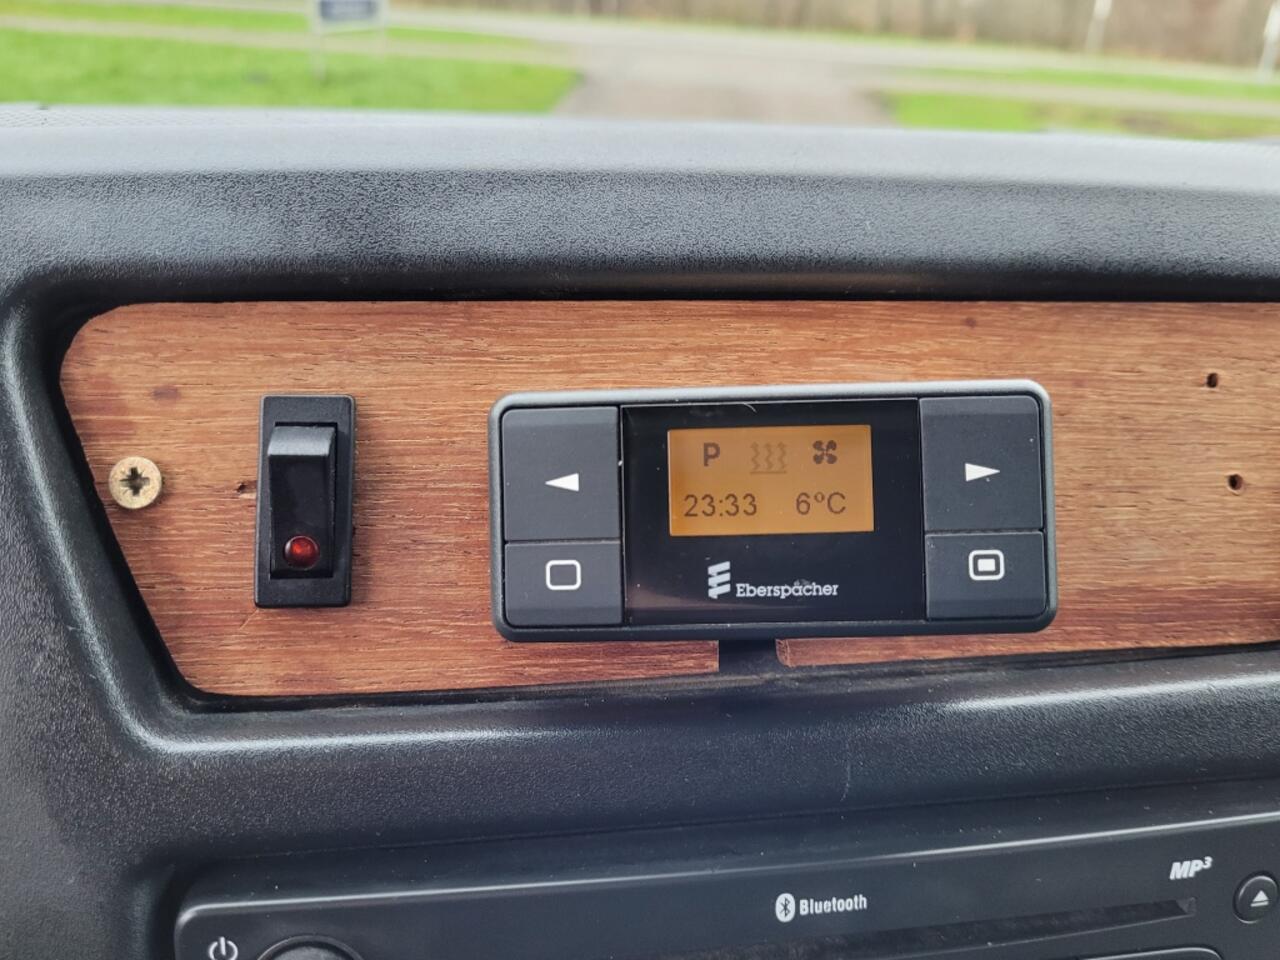 P
23:33 6°C
Eberspächer
MP3
Bluetooth